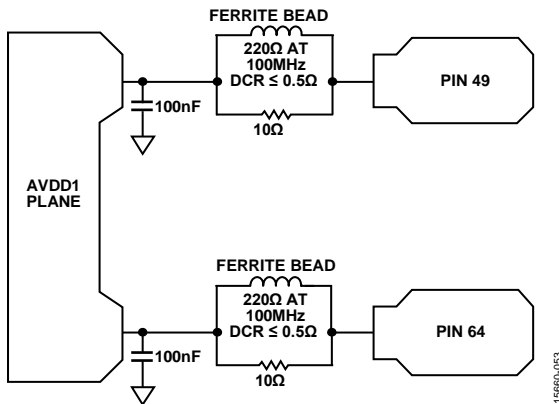 FERRITE BEAD
220Ω AT
100MHz
DCR ≤ 0.5Ω
PIN 49
100nF
10Ω
AVDD1
PLANE
FERRITE BEAD
220Ω AT
100MHz
DCR ≤ 0.5Ω
PIN 64
100nF
10Ω
15660-053